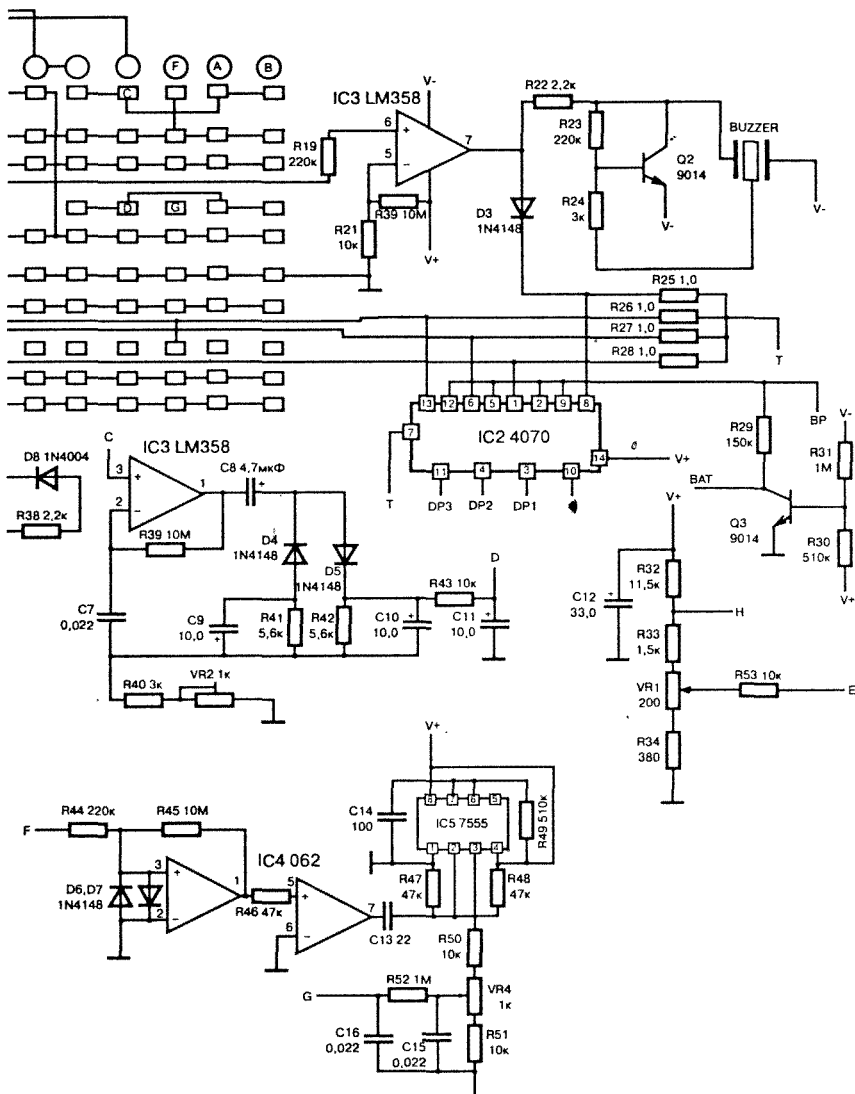 F A B
C
IC3 LM358
V-
6
7
5
+
−
R19
220к
R39 10M
R21
10к
V+
R22 2,2к
R23
220к
BUZZER
Q2
9014
D3
1N4148
R24
3к
V-
V-
D G
R25 1,0
R26 1,0
R27 1,0
R28 1,0
T
13 12 6 5 1 2 9 8
7
IC2 4070
14
V+
11 4 3 10
T
DP3
DP2
DP1
BP
R29
150к
V-
R31
1M
BAT
Q3
9014
R30
510к
V+
D8 1N4004
R38 2,2к
C
IC3 LM358
3
+
1
2
−
R39 10M
C8 4,7мкФ
+
D4
1N4148
D5
1N4148
C7
0,022
C9
10,0
+
R41
5,6к
R42
5,6к
C10
10,0
+
R43 10к
D
C11
10,0
+
R40 3к
VR2 1к
V+
C12
33,0
+
R32
11,5к
H
R33
1,5к
VR1
200
R53 10к
E
R34
380
V+
C14
100
8 7 6 5
IC5 7555
1 2 3 4
R49 510к
F
R44 220к
R45 10M
3
+
1
2
−
D6,D7
1N4148
IC4 062
R46 47к
5
+
7
6
−
C13 22
R47
47к
R48
47к
R50
10к
G
R52 1M
VR4
1к
C16
0,022
C15
0,022
R51
10к